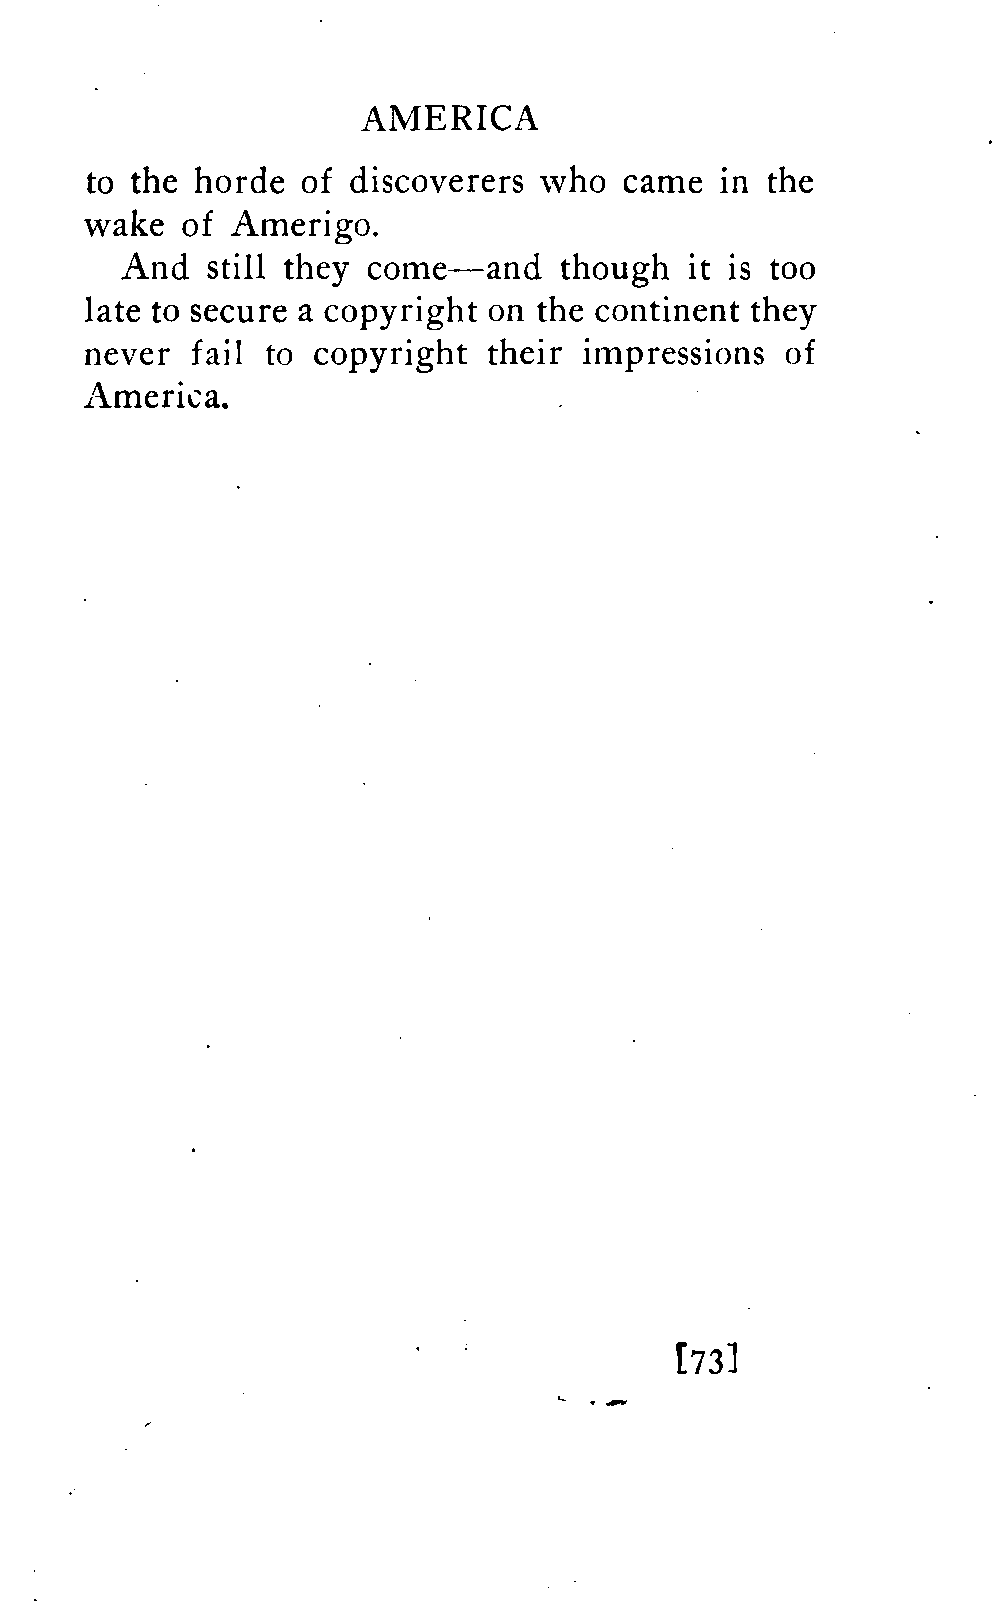 AMERICA
to the horde of discoverers who came in the
wake of Amerigo.
And still they come—and though it is too
late to secure a copyright on the continent they
never fail to copyright their impressions of
America.
[73]